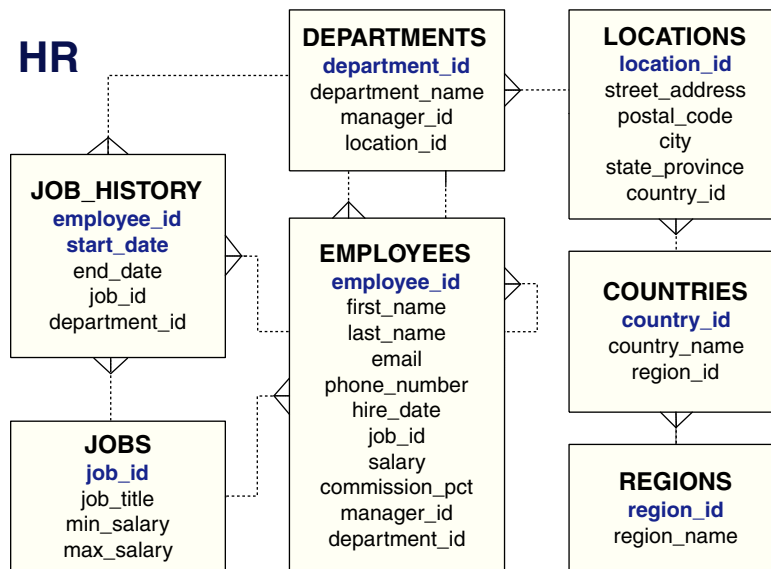 HR
DEPARTMENTS
department_id
department_name
manager_id
location_id
LOCATIONS
location_id
street_address
postal_code
city
state_province
country_id
JOB_HISTORY
employee_id
start_date
end_date
job_id
department_id
EMPLOYEES
employee_id
first_name
last_name
email
phone_number
hire_date
job_id
salary
commission_pct
manager_id
department_id
COUNTRIES
country_id
country_name
region_id
JOBS
job_id
job_title
min_salary
max_salary
REGIONS
region_id
region_name